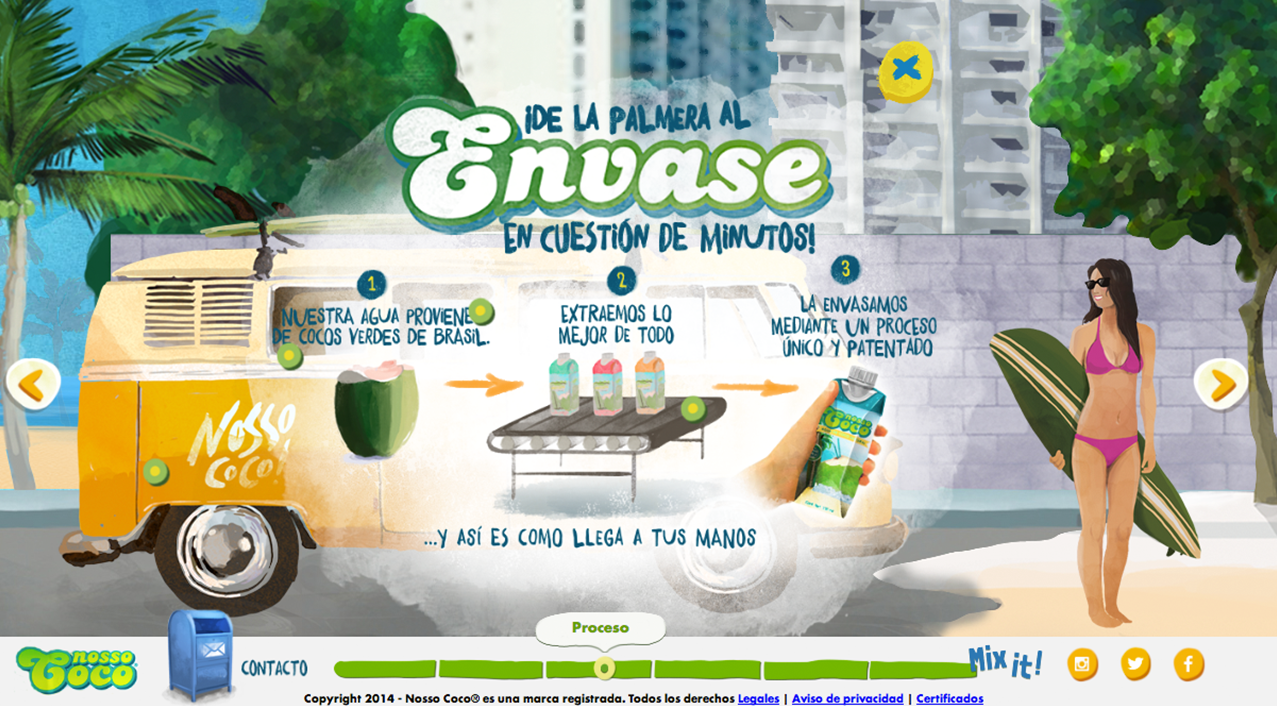 ¡DE LA PALMERA AL
Envase
EN CUESTIÓN DE MINUTOS!
1
NUESTRA AGUA PROVIENE
DE COCOS VERDES DE BRASIL.
2
EXTRAEMOS LO
MEJOR DE TODO
3
LA ENVASAMOS
MEDIANTE UN PROCESO
ÚNICO Y PATENTADO
NOSSO
COCO!
nosso
Coco
...Y ASÍ ES COMO LLEGA A TUS MANOS
Proceso
nosso
Coco®
CONTACTO
Mix it!
Copyright 2014 - Nosso Coco® es una marca registrada. Todos los derechos Legales | Aviso de privacidad | Certificados